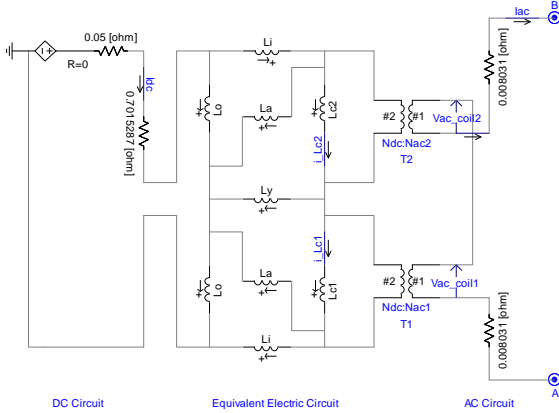 B
Iac
0.05 [ohm]
R=0
Idc
0.7015287 [ohm]
Li
Lo
La
Lc2
i_Lc2
#2
#1
Ndc:Nac2
T2
Vac_coil2
0.008031 [ohm]
Ly
i_Lc1
Lo
La
Lc1
#2
#1
Ndc:Nac1
T1
Vac_coil1
0.008031 [ohm]
Li
A
DC Circuit
Equivalent Electric Circuit
AC Circuit